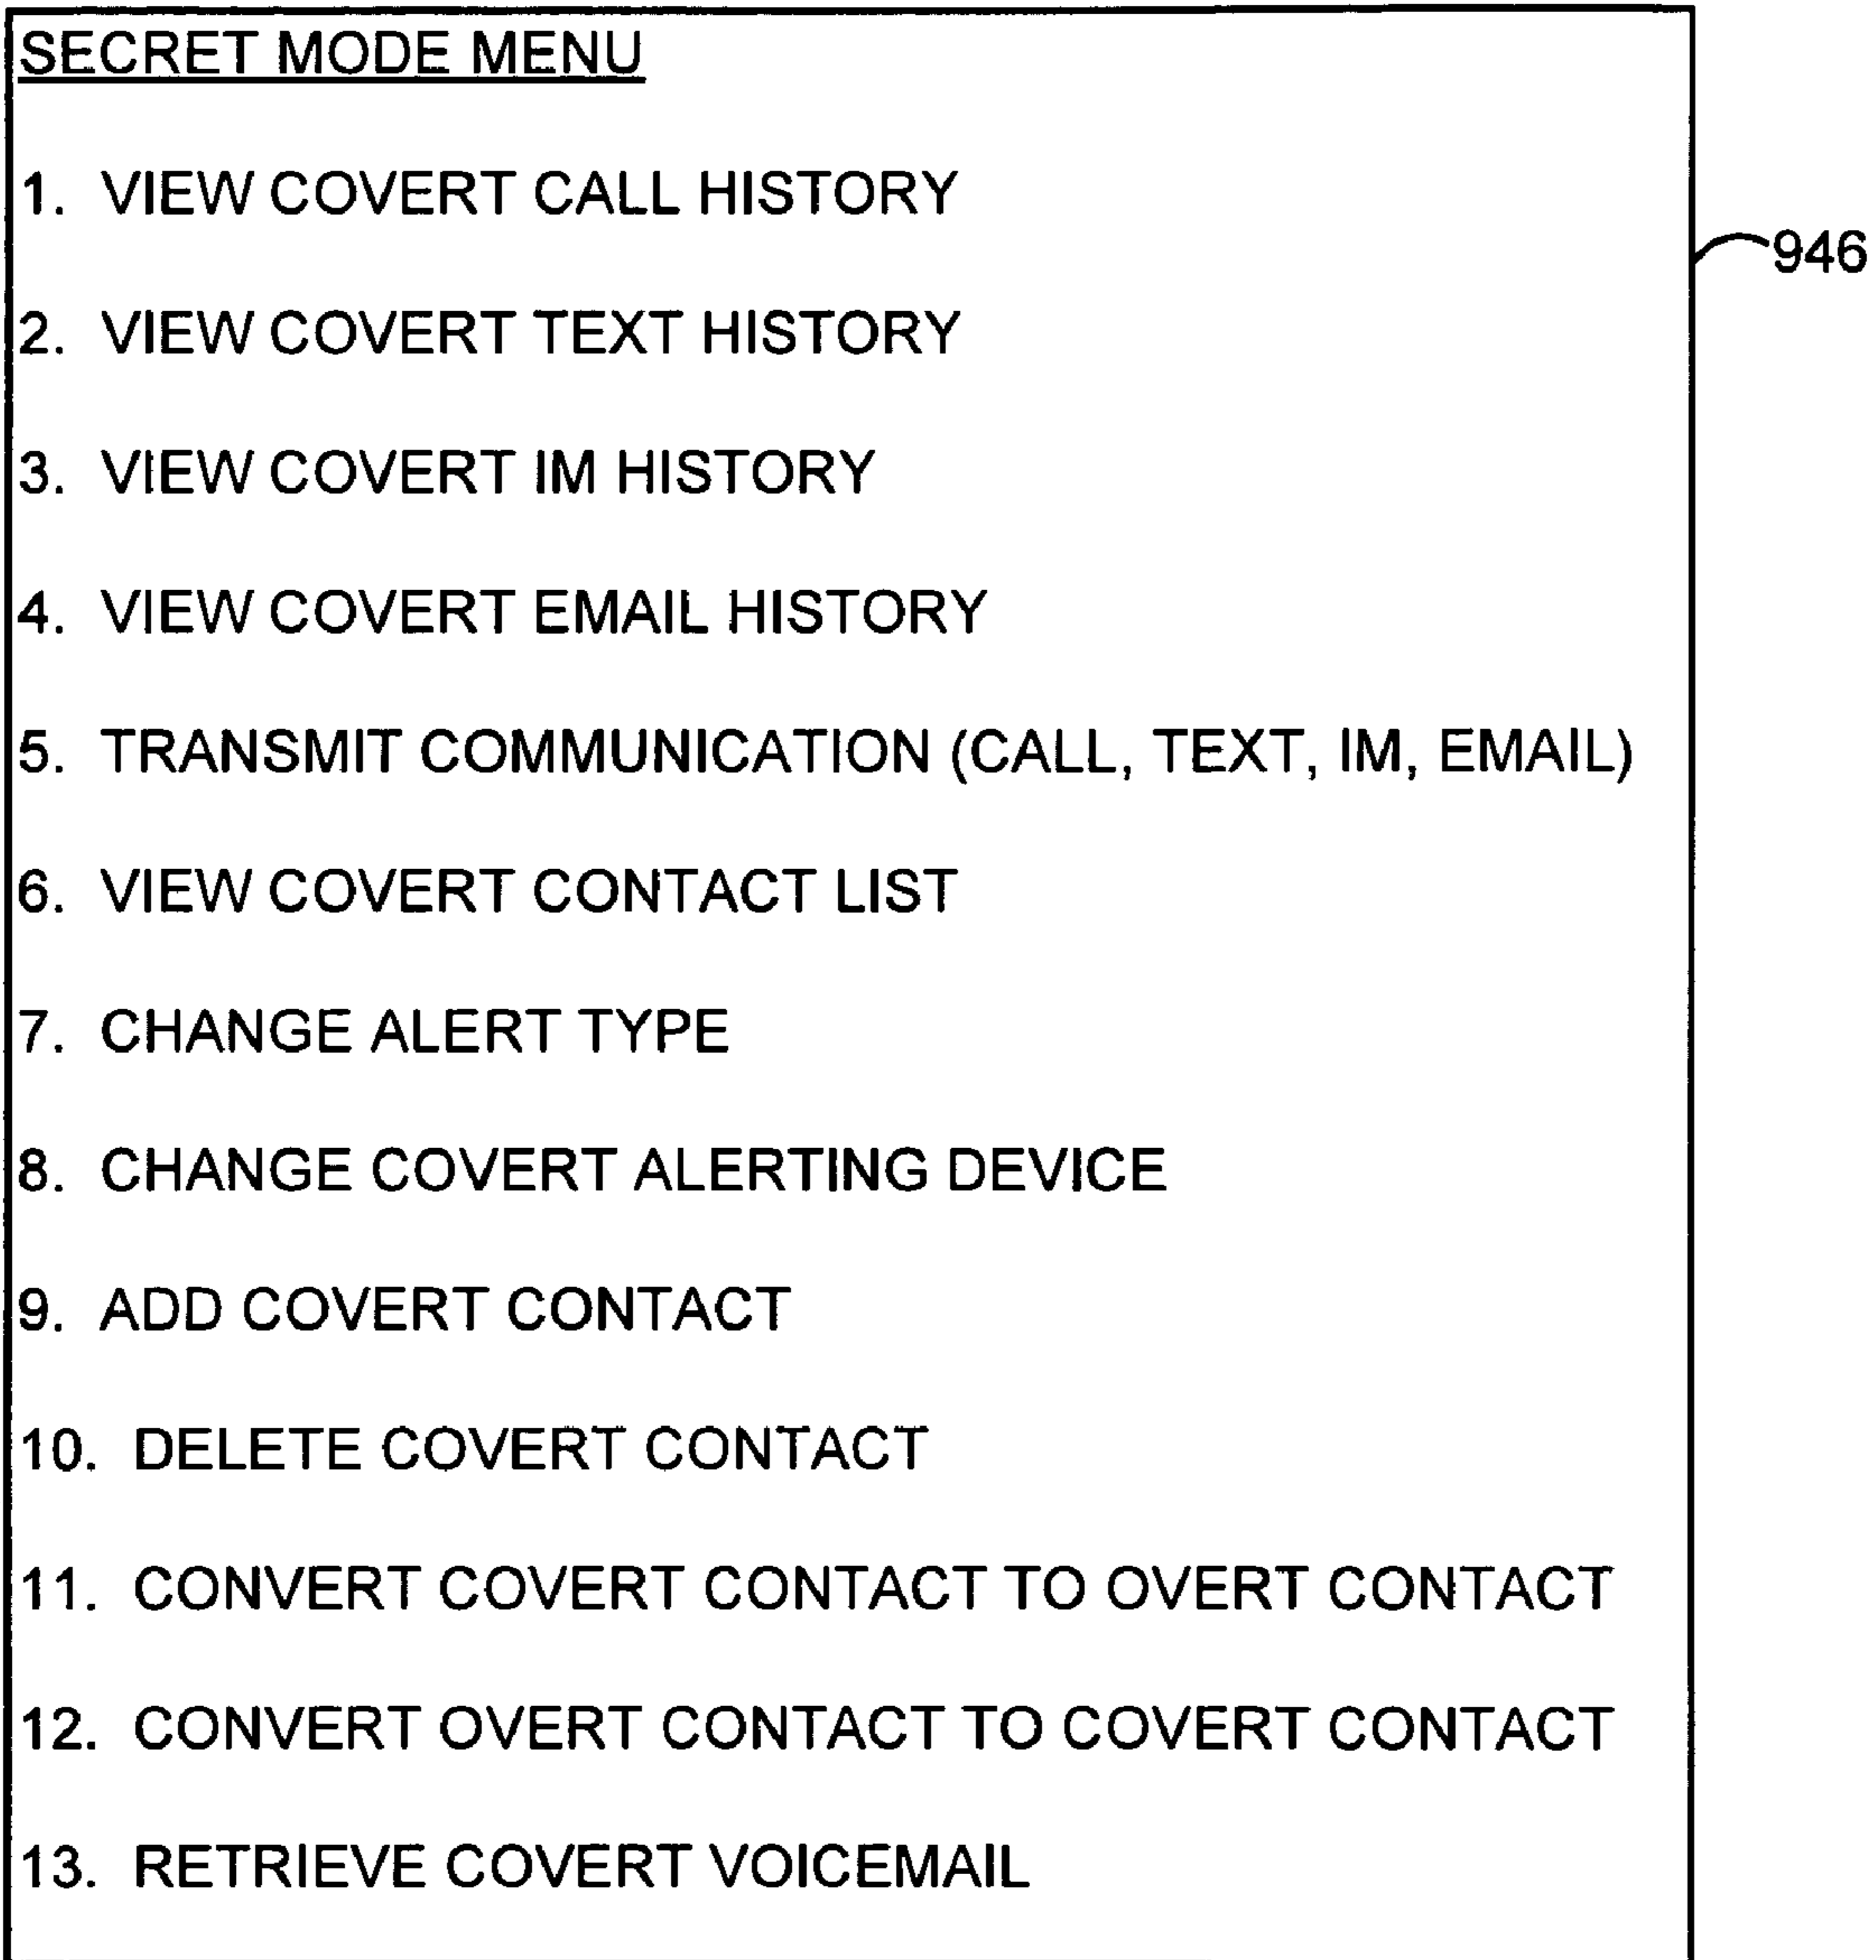 SECRET MODE MENU
1. VIEW COVERT CALL HISTORY
946
2. VIEW COVERT TEXT HISTORY
3. VIEW COVERT IM HISTORY
4. VIEW COVERT EMAIL HISTORY
5. TRANSMIT COMMUNICATION (CALL, TEXT, IM, EMAIL)
6. VIEW COVERT CONTACT LIST
7. CHANGE ALERT TYPE
8. CHANGE COVERT ALERTING DEVICE
9. ADD COVERT CONTACT
10. DELETE COVERT CONTACT
11. CONVERT COVERT CONTACT TO OVERT CONTACT
12. CONVERT OVERT CONTACT TO COVERT CONTACT
13. RETRIEVE COVERT VOICEMAIL